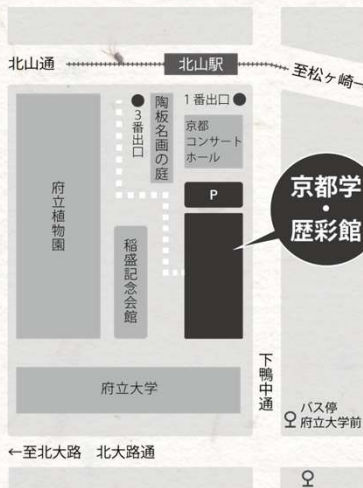 北山通
北山駅
至松ヶ崎
3番出口
陶板名画の庭
1番出口
京都
コンサート
ホール
P
府立植物園
稲盛記念会館
京都学
・
歴彩館
府立大学
下鴨中通
バス停
府立大学前
←至北大路 北大路通